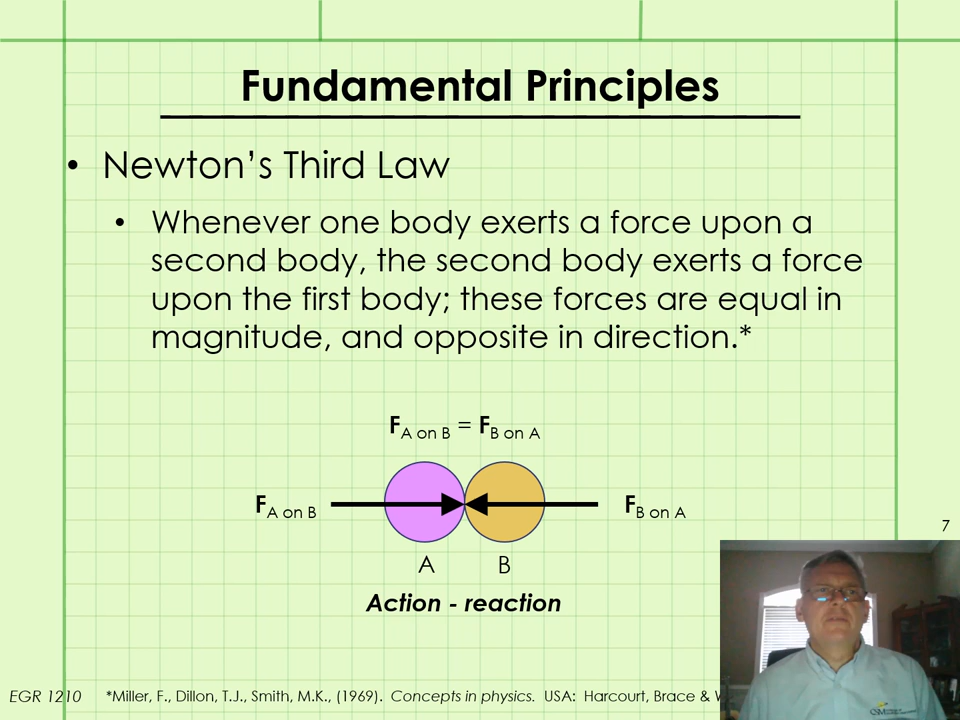 Fundamental Principles
• Newton’s Third Law
• Whenever one body exerts a force upon a
second body, the second body exerts a force
upon the first body; these forces are equal in
magnitude, and opposite in direction.*
F A on B = F B on A
F A on B
F B on A
7
A B
Action - reaction
EGR 1210 *Miller, F., Dillon, T.J., Smith, M.K., (1969). Concepts in physics. USA: Harcourt, Brace &
CSM